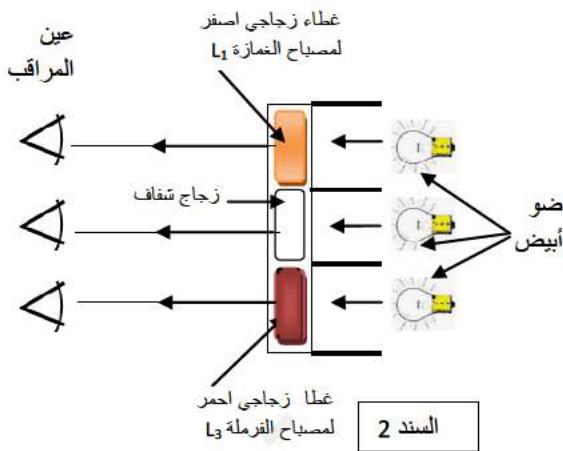 غطاء زجاجي اصفر
لمصباح الغمازة L1
عين
المراقب
زجاج شفاف
ضو
أبيض
غطا زجاجي احمر
لمصباح الفرملة L3
السند 2